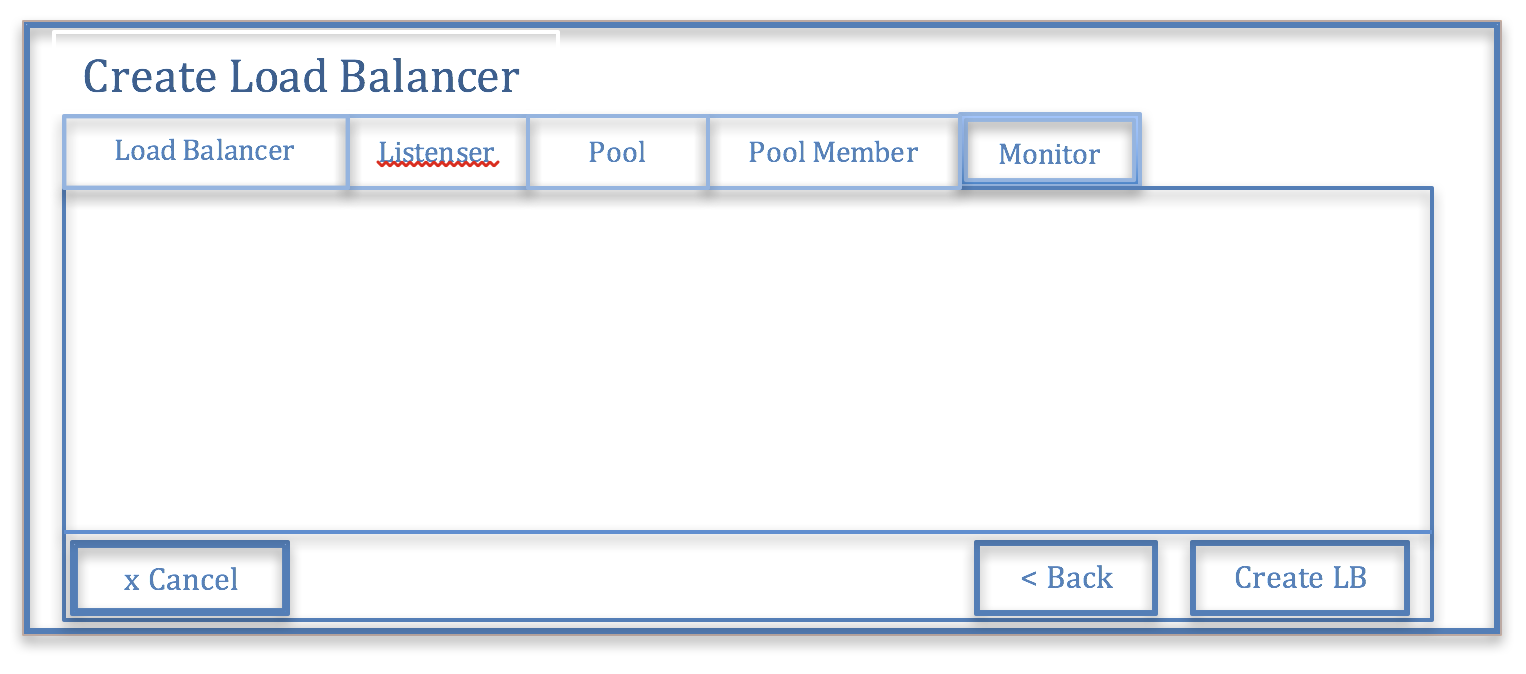 Create Load Balancer
Load Balancer
Listenser
Pool
Pool Member
Monitor
x Cancel
< Back
Create LB